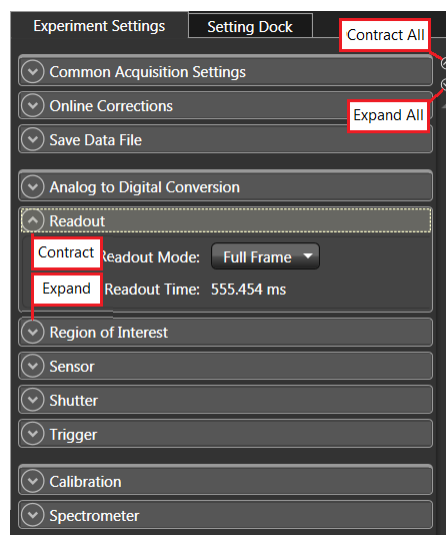 Experiment Settings
Setting Dock
Contract All
Common Acquisition Settings
Online Corrections
Expand All
Save Data File
Analog to Digital Conversion
Readout
Contract
Readout Mode: Full Frame
Expand
Readout Time: 555.454 ms
Region of Interest
Sensor
Shutter
Trigger
Calibration
Spectrometer